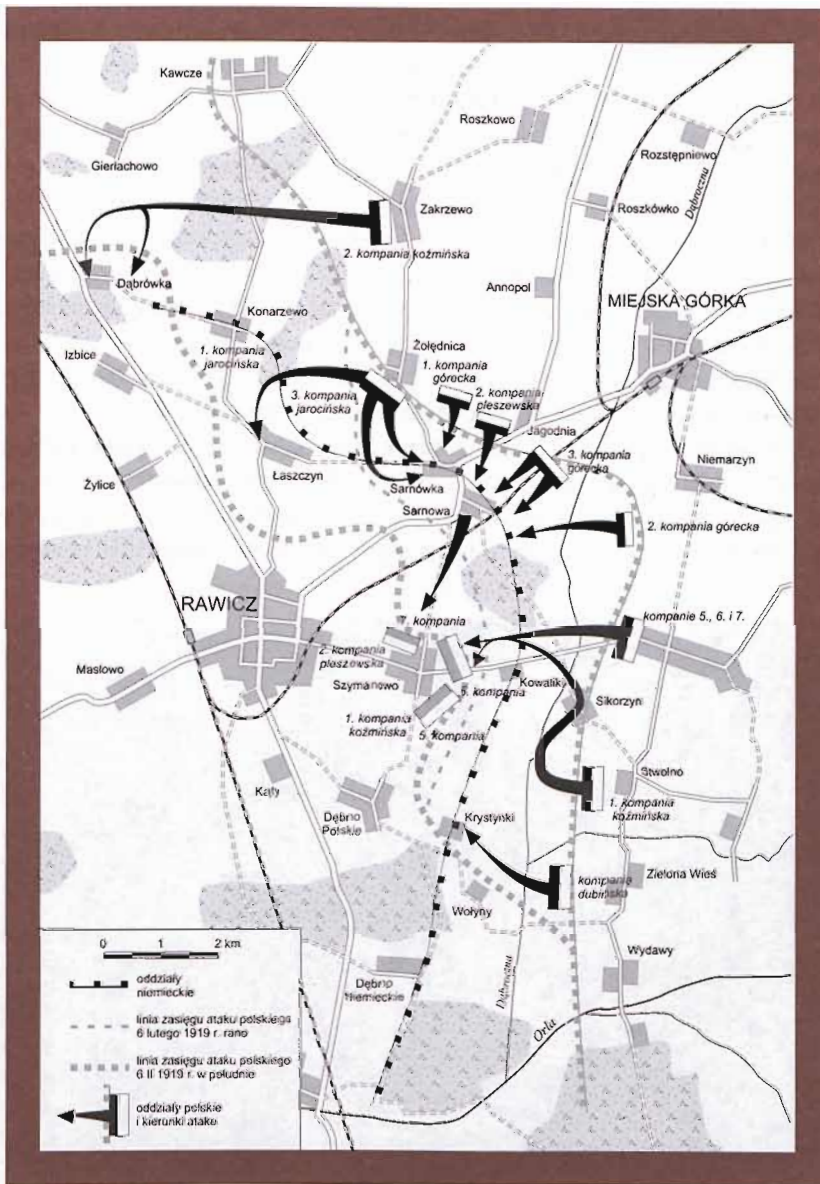 Kawcze
Roszkowo
Rozstępniewo
Gierłachowo
Dąbroczna
Zakrzewo
Roszkówko
2. kompania koźmińska
Dąbrówka
Annopol
MIEJSKA GÓRKA
Konarzewo
Izbice
1. kompania
jarocińska
Żołędnica
1. kompania
górecka
2. kompania
pleszewska
3. kompania
jarocińska
Jagodnia
3. kompania
górecka
Niemarzyn
Łaszczyn
Żylice
Sarnówka
Sarnowa
2. kompania górecka
RAWICZ
7. kompania
kompanie 5., 6. i 7.
2. kompania
pleszewska
Masłowo
Szymanowo
6. kompania
Kowaliki
Sikorzyn
1. kompania
koźmińska
5. kompania
Stwolno
Kąty
1. kompania
koźmińska
Dębno
Polskie
Krystynki
kompania
dubińska
Zielona Wieś
Wołyny
Wydawy
Dębno
Niemieckie
Dąbroczna
Orla
0 1 2 km
oddziały
niemieckie
linia zasięgu ataku polskiego
6 lutego 1919 r. rano
linia zasięgu ataku polskiego
6 II 1919 r. w południe
oddziały polskie
i kierunki ataku